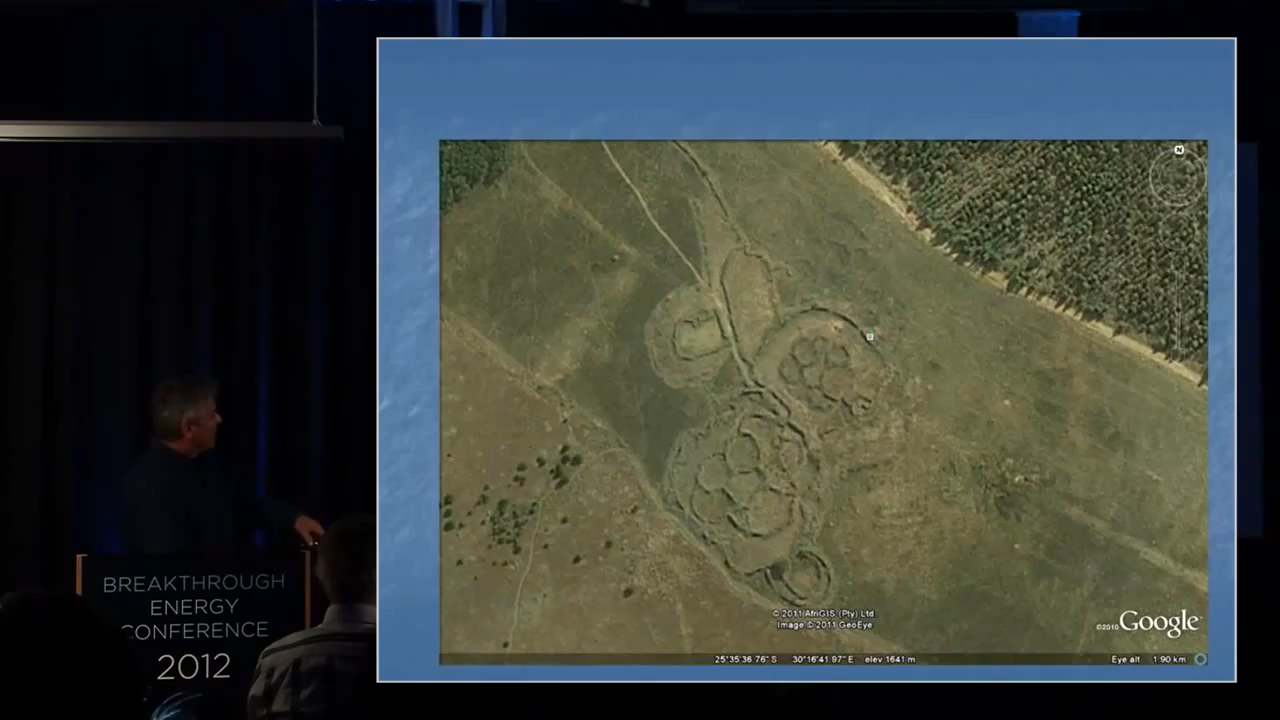 BREAKTHROUGH
ENERGY
CONFERENCE
2012
N
© 2011 AfriGIS (Pty) Ltd
Image © 2011 GeoEye
©2010 Google
25°35'36.76" S 30°16'41.97" E elev 1641 m
Eye alt 1.90 km